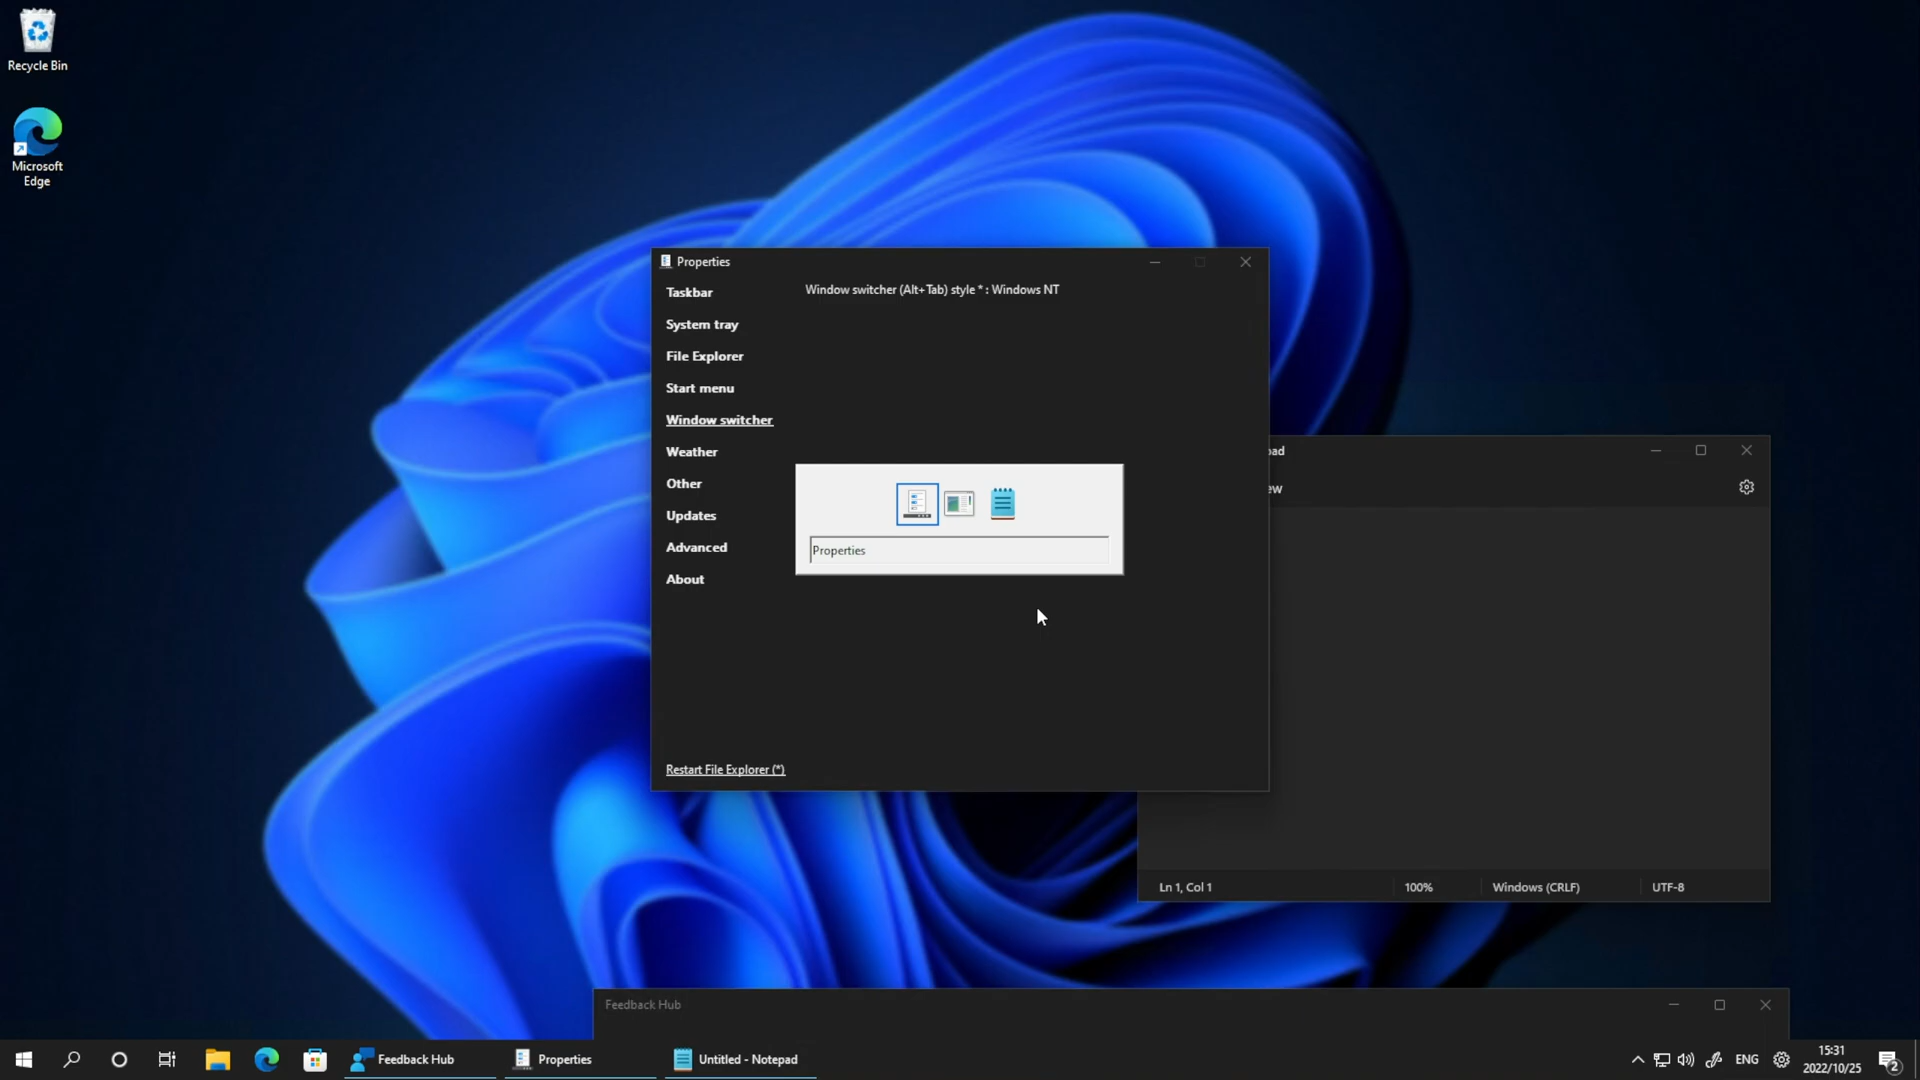 Recycle Bin
Microsoft
Edge
Properties
Taskbar
System tray
File Explorer
Start menu
Window switcher
Weather
Other
Updates
Advanced
About
Restart File Explorer (*)
Window switcher (Alt+Tab) style * : Windows NT
Properties
ad
ew
Ln 1, Col 1
100%
Windows (CRLF)
UTF-8
Feedback Hub
Feedback Hub
Properties
Untitled - Notepad
ENG
15:31
2022/10/25
2